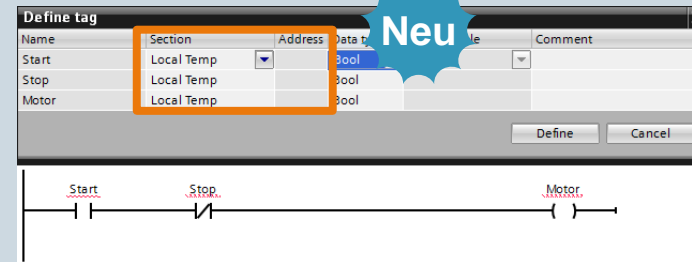 Define tag
Name Section Address Data ty le Comment
Start Local Temp Bool
Stop Local Temp Bool
Motor Local Temp Bool
Neu
Define Cancel
Start Stop Motor